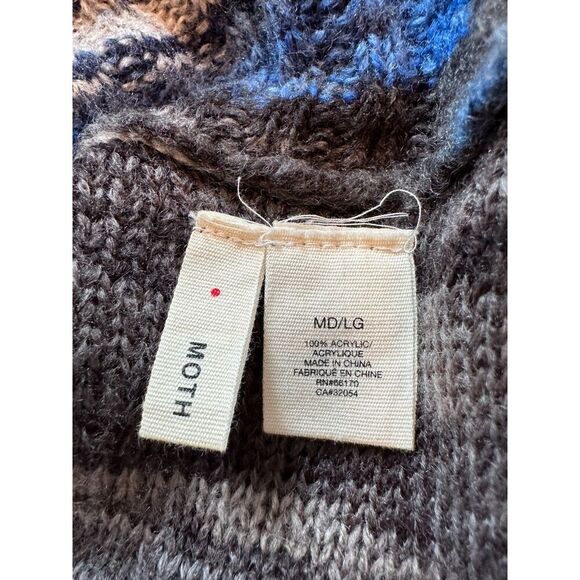 MOTH
MD/LG
100% ACRYLIC/
ACRYLIQUE
MADE IN CHINA
FABRIQUÉ EN CHINE
RN#66170
CA#32054